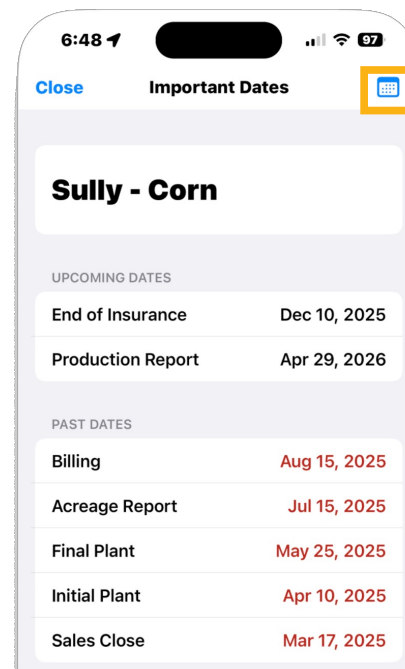 6:48 97
Close Important Dates
Sully - Corn
UPCOMING DATES
End of Insurance Dec 10, 2025
Production Report Apr 29, 2026
PAST DATES
Billing Aug 15, 2025
Acreage Report Jul 15, 2025
Final Plant May 25, 2025
Initial Plant Apr 10, 2025
Sales Close Mar 17, 2025